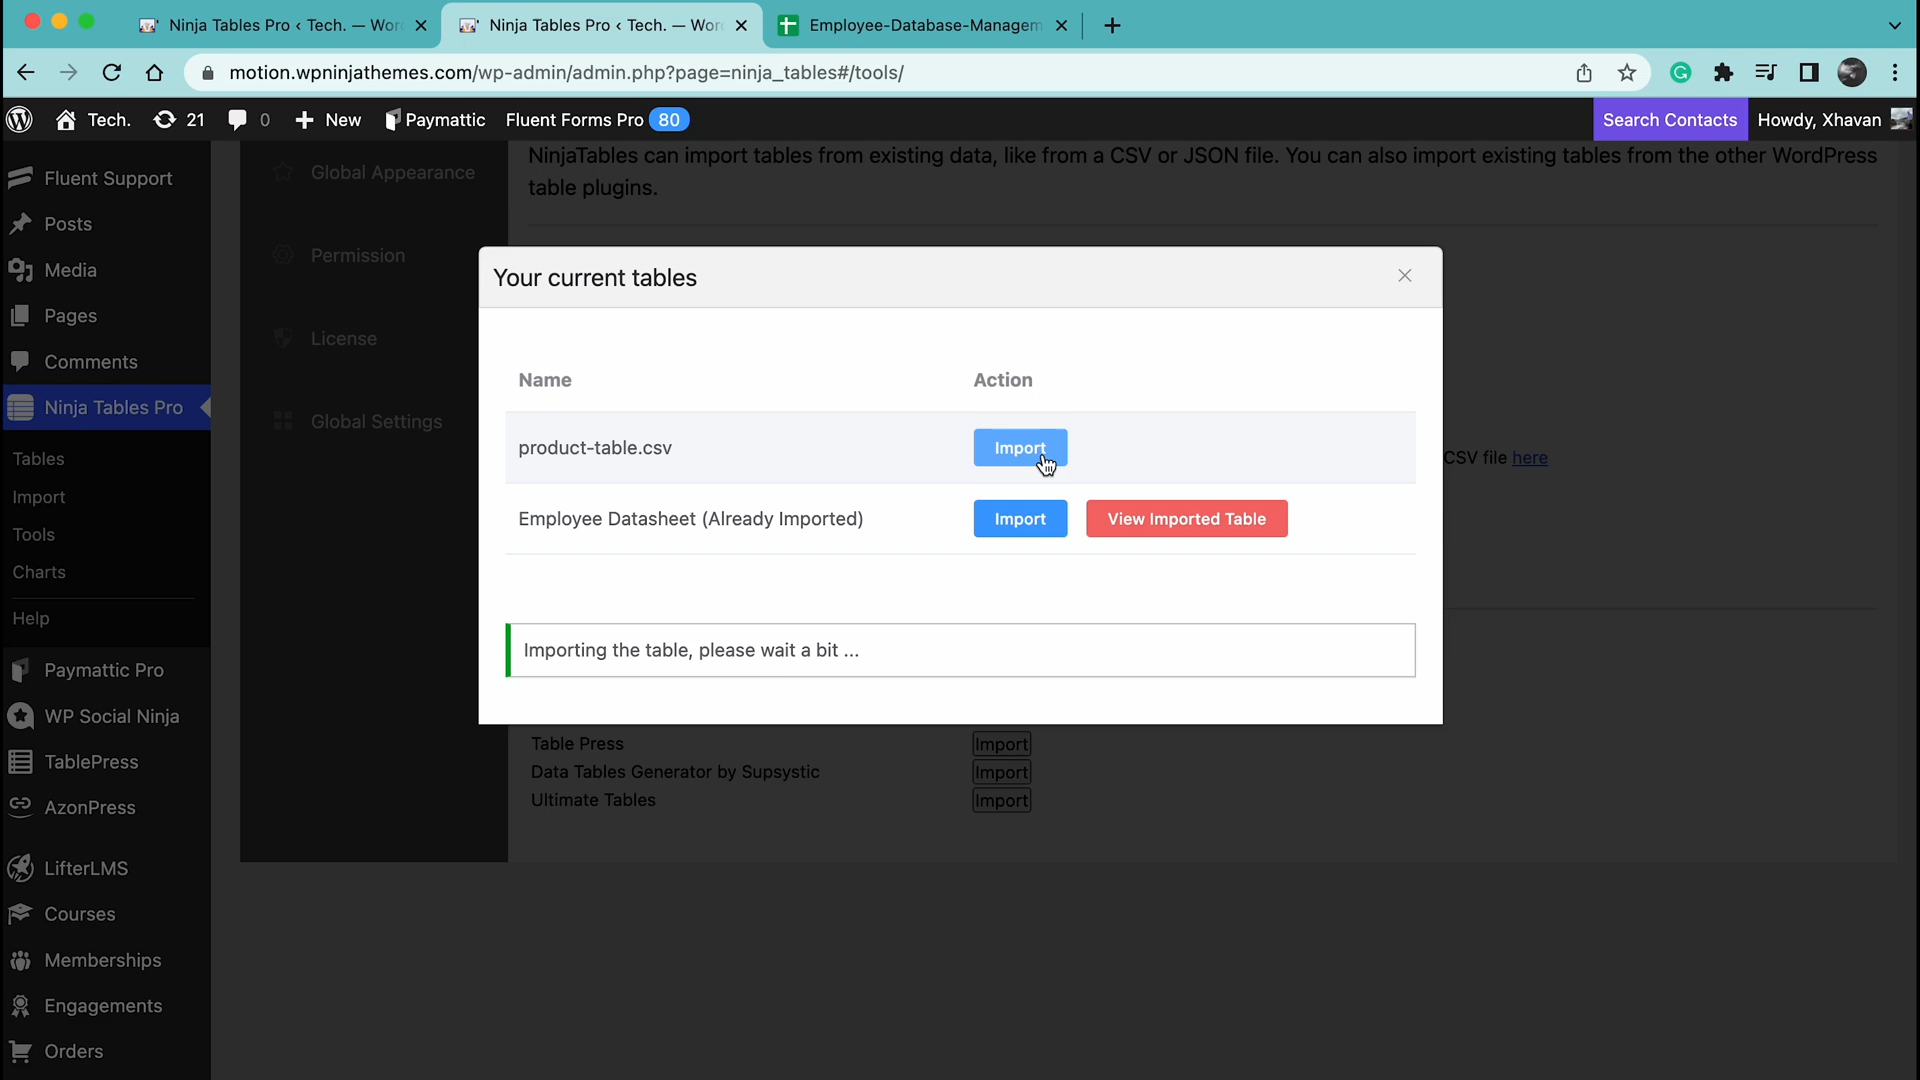 Ninja Tables Pro ‹ Tech. — Wor
Ninja Tables Pro ‹ Tech. — Wor
Employee-Database-Managem
motion.wpninjathemes.com/wp-admin/admin.php?page=ninja_tables#/tools/
Tech.
21
0
New
Paymattic
Fluent Forms Pro 80
Search Contacts
Howdy, Xhavan
Fluent Support
Posts
Media
Pages
Comments
Ninja Tables Pro
Tables
Import
Tools
Charts
Help
Paymattic Pro
WP Social Ninja
TablePress
AzonPress
LifterLMS
Courses
Memberships
Engagements
Orders
Global Appearance
Permission
License
Global Settings
NinjaTables can import tables from existing data, like from a CSV or JSON file. You can also import existing tables from the other WordPress
table plugins.
Your current tables
Name Action
product-table.csv Import
Employee Datasheet (Already Imported) Import View Imported Table
Importing the table, please wait a bit ...
CSV file here
Table Press Import
Data Tables Generator by Supsystic Import
Ultimate Tables Import